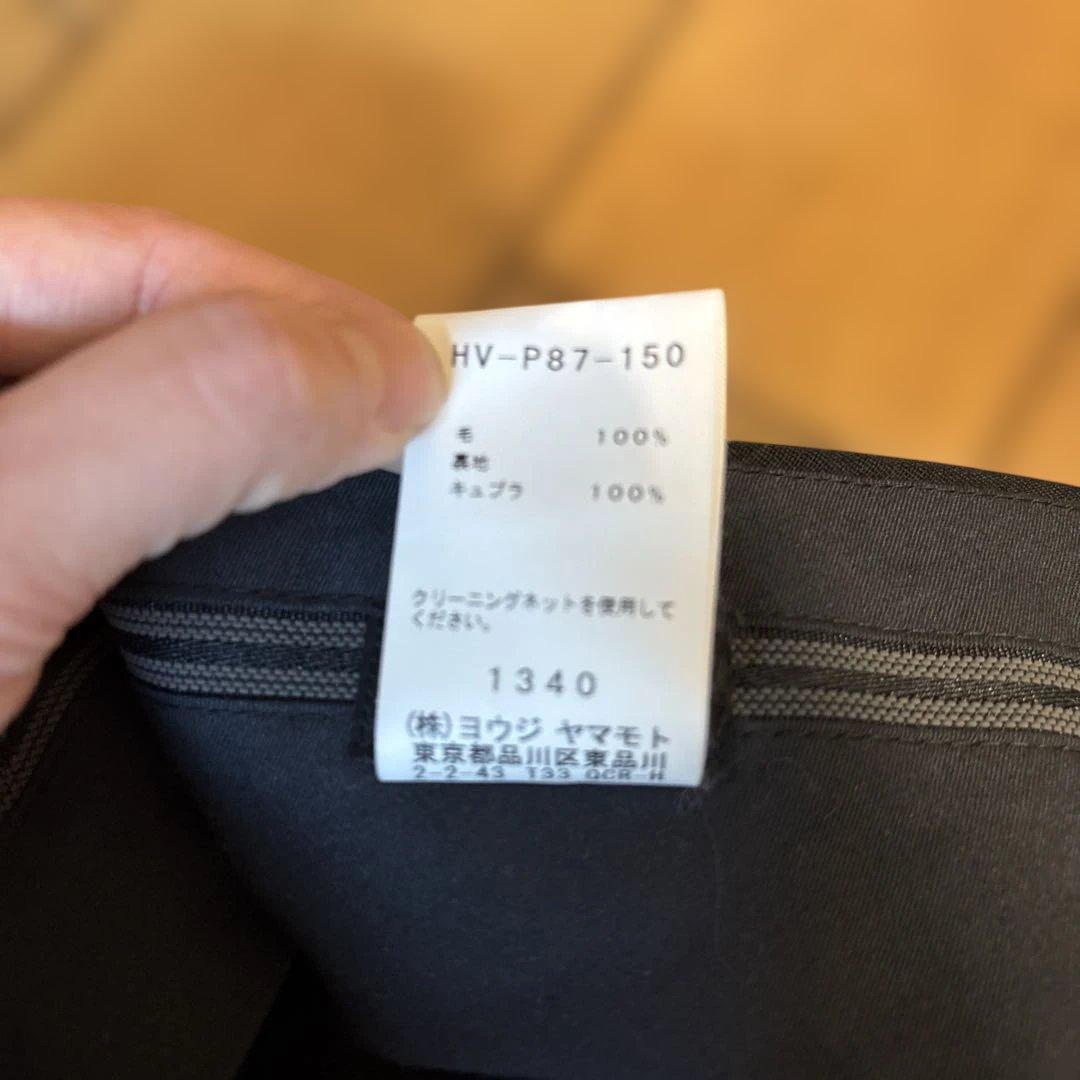 HV-P87-150
毛 100%
裏地
キュプラ 100%
クリーニングネットを使用して
ください。
1340
(株)ヨウジ ヤマモト
東京都品川区東品川
2-2-43 T33 QCR-H